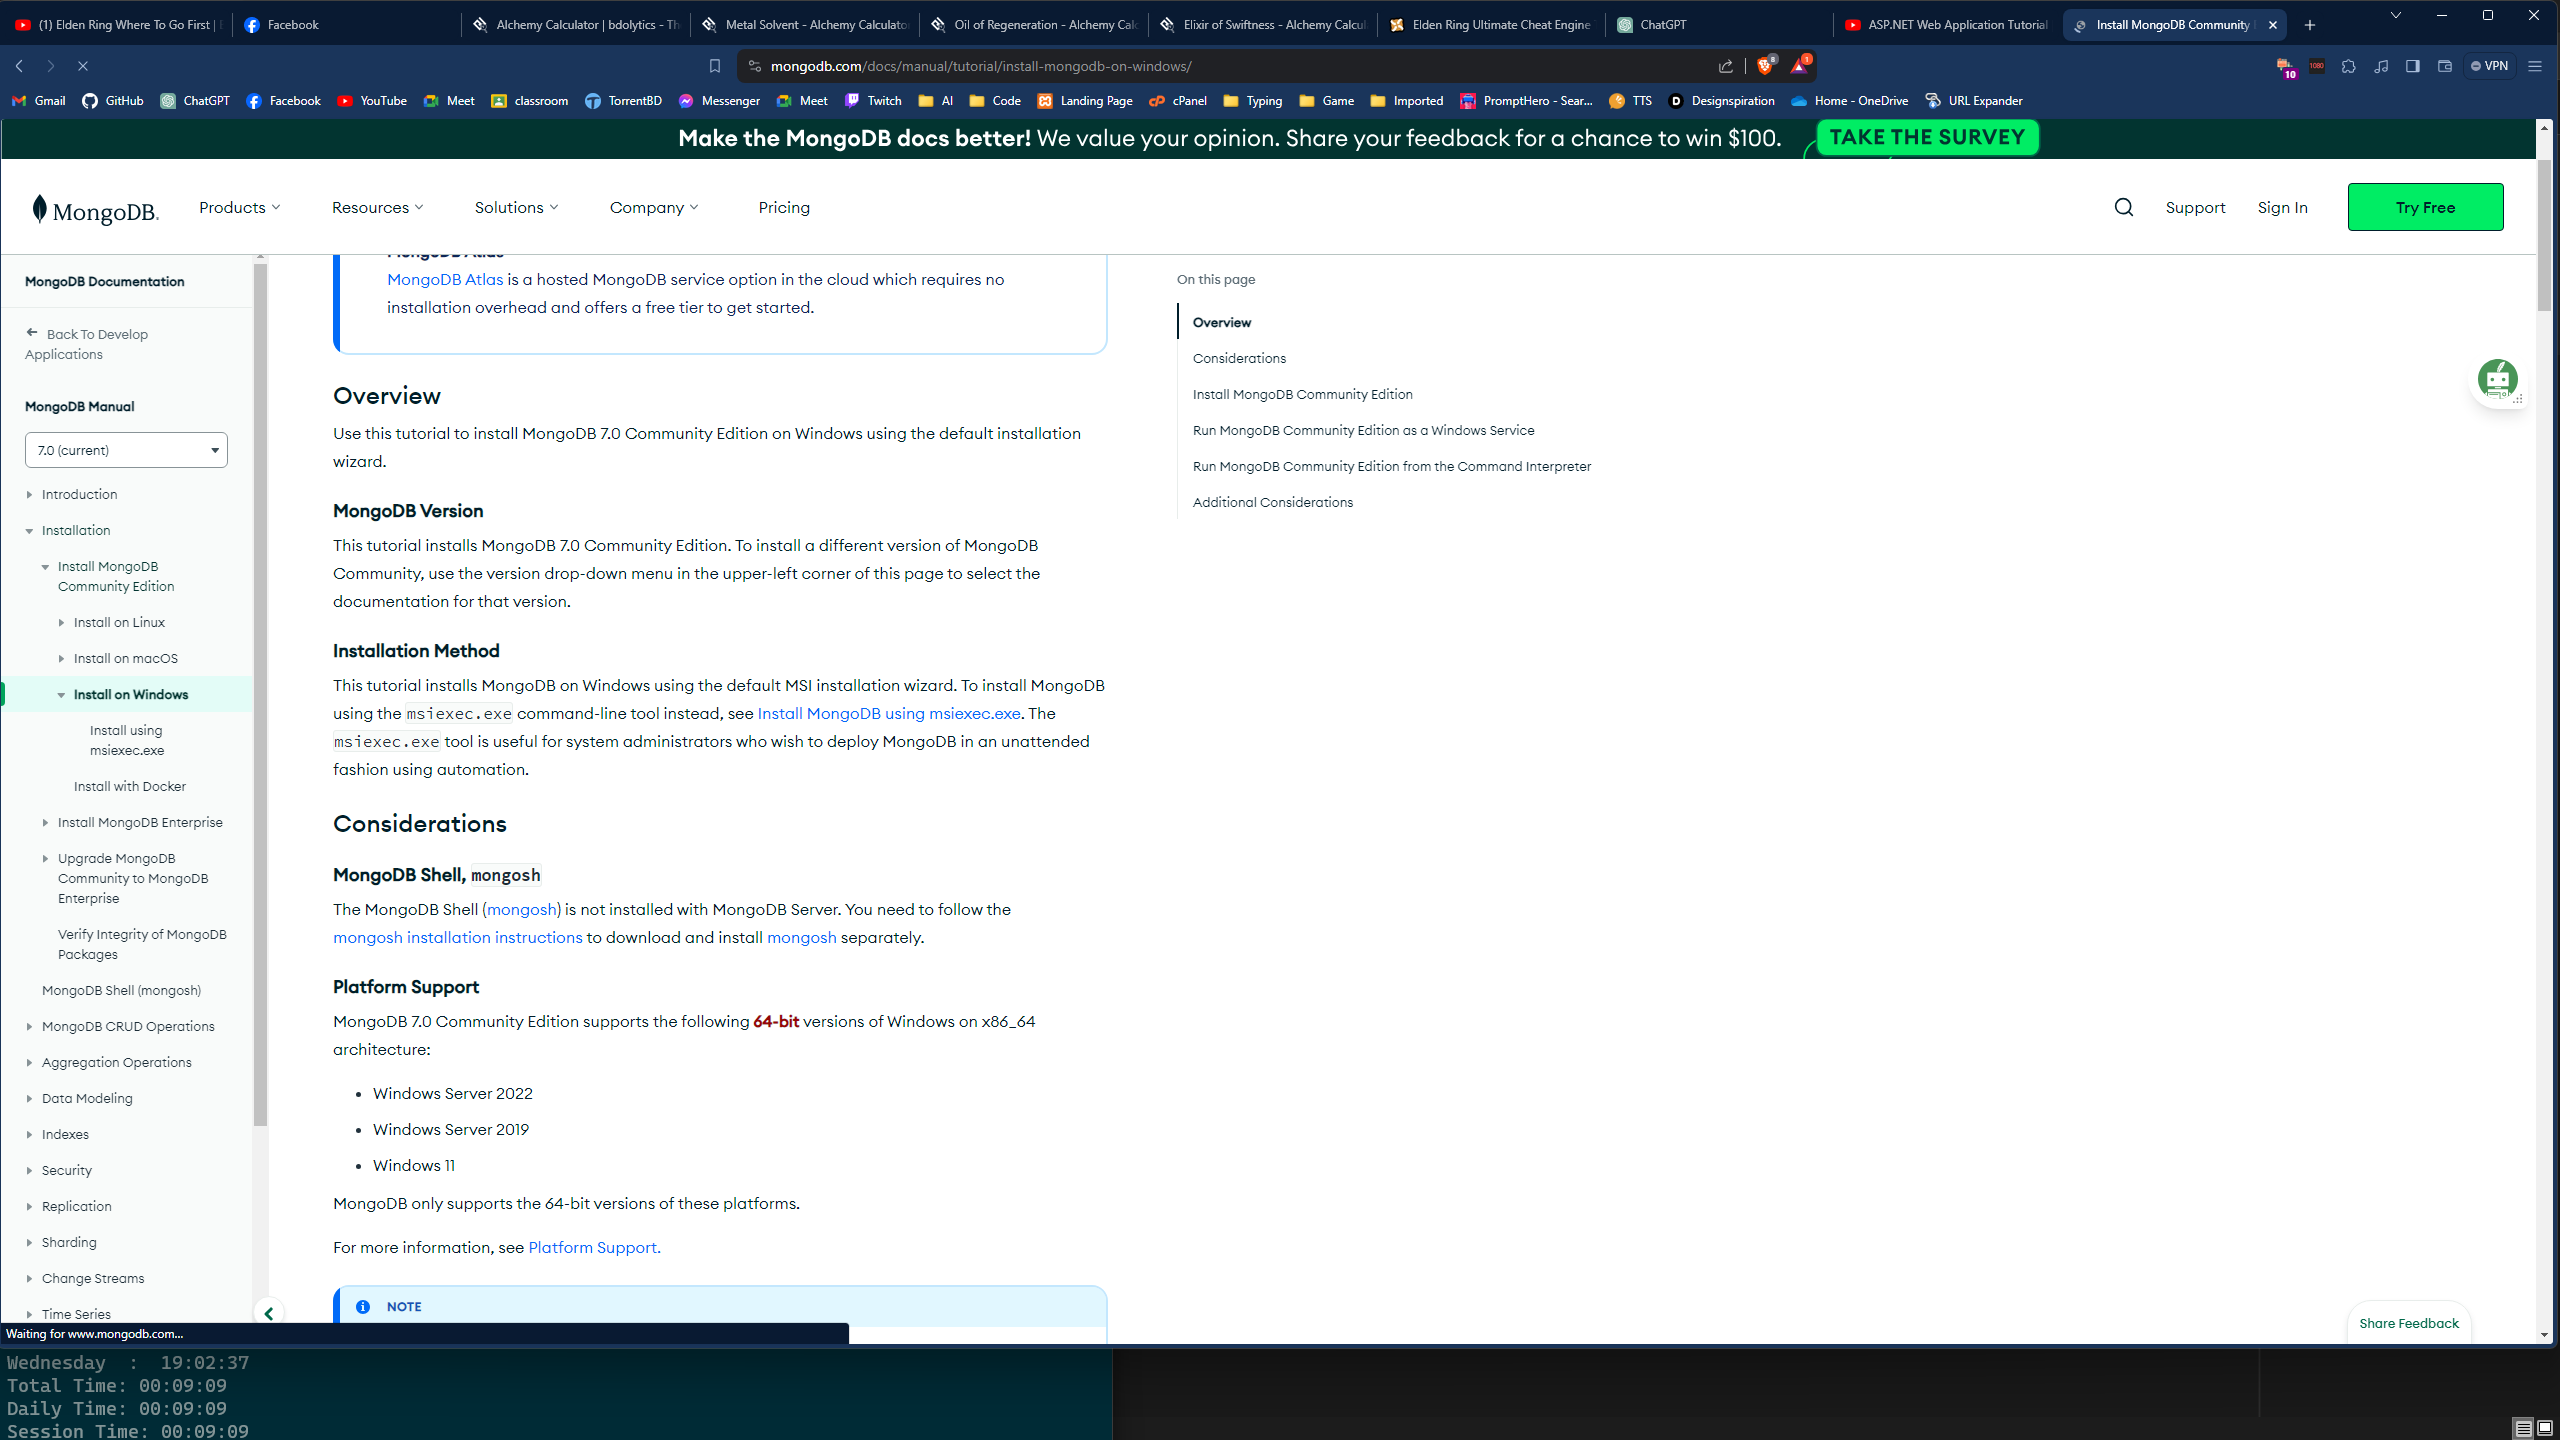 (1) Elden Ring Where To Go First |
Facebook
Alchemy Calculator | bdolytics - Th
Metal Solvent - Alchemy Calculato
Oil of Regeneration - Alchemy Calc
Elixir of Swiftness - Alchemy Calcul
Elden Ring Ultimate Cheat Engine
ChatGPT
ASP.NET Web Application Tutorial
Install MongoDB Community
mongodb.com/docs/manual/tutorial/install-mongodb-on-windows/
8
1
10
1080
VPN
Gmail
GitHub
ChatGPT
Facebook
YouTube
Meet
classroom
TorrentBD
Messenger
Meet
Twitch
AI
Code
Landing Page
cPanel
Typing
Game
Imported
PromptHero - Sear...
TTS
Designspiration
Home - OneDrive
URL Expander
Make the MongoDB docs better! We value your opinion. Share your feedback for a chance to win $100.
TAKE THE SURVEY
MongoDB.
Products
Resources
Solutions
Company
Pricing
Support
Sign In
Try Free
MongoDB Documentation
Back To Develop
Applications
MongoDB Manual
7.0 (current)
Introduction
Installation
Install MongoDB
Community Edition
Install on Linux
Install on macOS
Install on Windows
Install using
msiexec.exe
Install with Docker
Install MongoDB Enterprise
Upgrade MongoDB
Community to MongoDB
Enterprise
Verify Integrity of MongoDB
Packages
MongoDB Shell (mongosh)
MongoDB CRUD Operations
Aggregation Operations
Data Modeling
Indexes
Security
Replication
Sharding
Change Streams
Time Series
MongoDB Atlas
MongoDB Atlas is a hosted MongoDB service option in the cloud which requires no
installation overhead and offers a free tier to get started.
Overview
Use this tutorial to install MongoDB 7.0 Community Edition on Windows using the default installation
wizard.
MongoDB Version
This tutorial installs MongoDB 7.0 Community Edition. To install a different version of MongoDB
Community, use the version drop-down menu in the upper-left corner of this page to select the
documentation for that version.
Installation Method
This tutorial installs MongoDB on Windows using the default MSI installation wizard. To install MongoDB
using the msiexec.exe command-line tool instead, see Install MongoDB using msiexec.exe. The
msiexec.exe tool is useful for system administrators who wish to deploy MongoDB in an unattended
fashion using automation.
Considerations
MongoDB Shell, mongosh
The MongoDB Shell (mongosh) is not installed with MongoDB Server. You need to follow the
mongosh installation instructions to download and install mongosh separately.
Platform Support
MongoDB 7.0 Community Edition supports the following 64-bit versions of Windows on x86_64
architecture:
• Windows Server 2022
• Windows Server 2019
• Windows 11
MongoDB only supports the 64-bit versions of these platforms.
For more information, see Platform Support.
NOTE
On this page
Overview
Considerations
Install MongoDB Community Edition
Run MongoDB Community Edition as a Windows Service
Run MongoDB Community Edition from the Command Interpreter
Additional Considerations
Share Feedback
Waiting for www.mongodb.com...
Wednesday : 19:02:37
Total Time: 00:09:09
Daily Time: 00:09:09
Session Time: 00:09:09